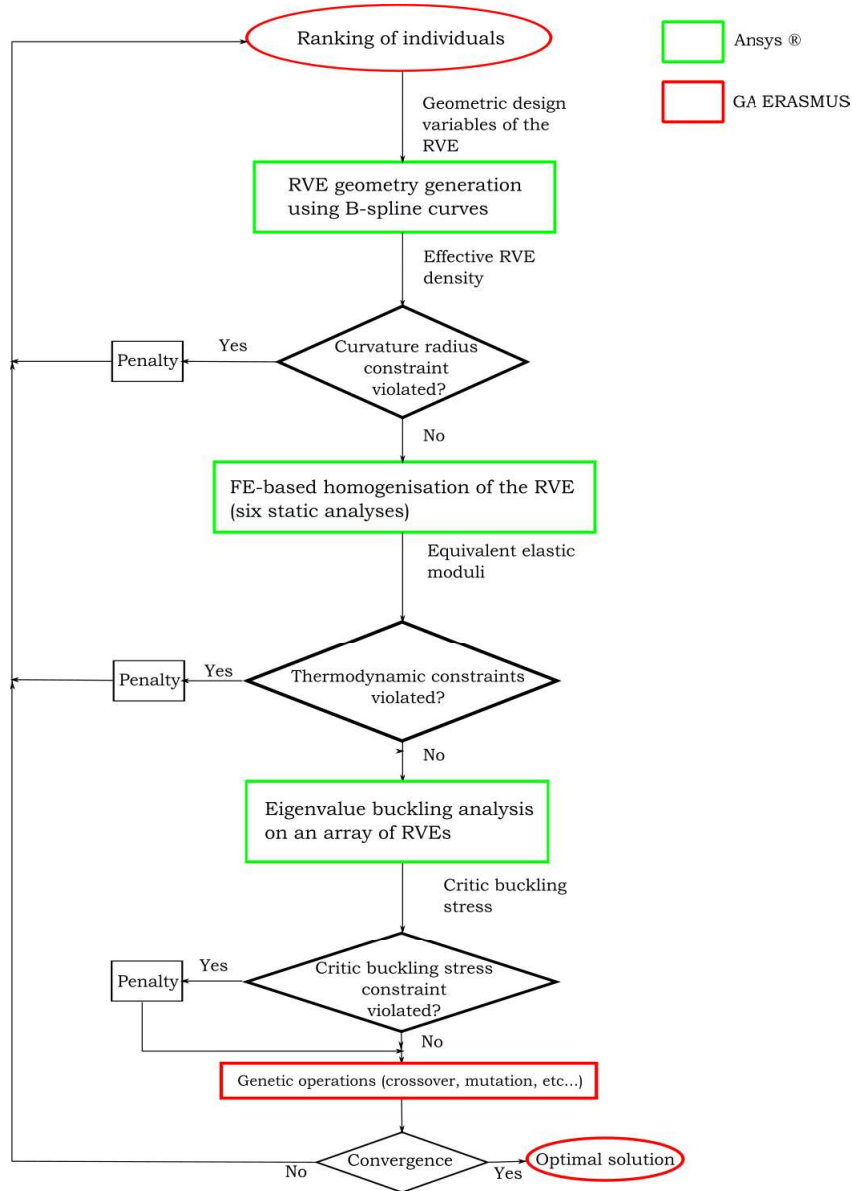 Ranking of individuals
Ansys ®
GA ERASMUS
Geometric design
variables of the
RVE
RVE geometry generation
using B-spline curves
Effective RVE
density
Curvature radius
constraint
violated?
Yes
Penalty
No
FE-based homogenisation of the RVE
(six static analyses)
Equivalent elastic
moduli
Thermodynamic constraints
violated?
Yes
Penalty
No
Eigenvalue buckling analysis
on an array of RVEs
Critic buckling
stress
Critic buckling stress
constraint
violated?
Yes
Penalty
No
Genetic operations (crossover, mutation, etc...)
Convergence
No
Yes
Optimal solution